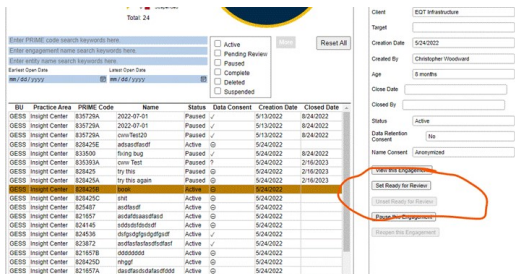 Total: 24
Enter PRIME code search keywords here
Enter engagement name search keywords here
Enter entity name search keywords here
Earliest Open Date Latest Open Date
mm/dd/yyyy mm/dd/yyyy
Active
Pending Review
Paused
Complete
Deleted
Suspended
More
Reset All
BU Practice Area PRIME Code Name Status Data Consent Creation Date Closed Date
GESS Insight Center 835729A 2022-07-01 Paused ✓ 5/13/2022 8/24/2022
GESS Insight Center 835729A 2022-07-01 Paused ✓ 5/13/2022 8/24/2022
GESS Insight Center 835729A Paused ✓ 5/13/2022 8/24/2022
GESS Insight Center 828425E adsasdfasdf Active 5/24/2022
GESS Insight Center 833500 fixing bug Paused ✓ 5/24/2022 8/24/2022
GESS Insight Center 835393A Test Paused ? 5/24/2022 2/16/2023
GESS Insight Center 828425 try this Paused 5/24/2022 2/16/2023
GESS Insight Center 828425A try this again Paused 5/24/2022 2/16/2023
GESS Insight Center 828425B Active 5/24/2022
GESS Insight Center 828425C shit Active 5/24/2022
GESS Insight Center 825487 asdfasdf Active 5/24/2022
GESS Insight Center 821657 Active 5/24/2022
GESS Insight Center 824145 Active 5/24/2022
GESS Insight Center 824536 Active ✓ 5/24/2022
GESS Insight Center 823872 Active ✓ 5/24/2022
GESS Insight Center 821657B dddddddd Active 5/24/2022
GESS Insight Center 828425D nhggf Active 5/24/2022
GESS Insight Center 821657A Active 5/24/2022
Client EQT Infrastructure
Target
Creation Date 5/24/2022
Created By Christopher Woodward
Age 8 months
Close Date
Closed By
Status Active
Data Retention Consent No
Name Consent Anonymized
View this Engagement
Set Ready for Review
Unset Ready for Review
Pause this Engagement
Reopen this Engagement